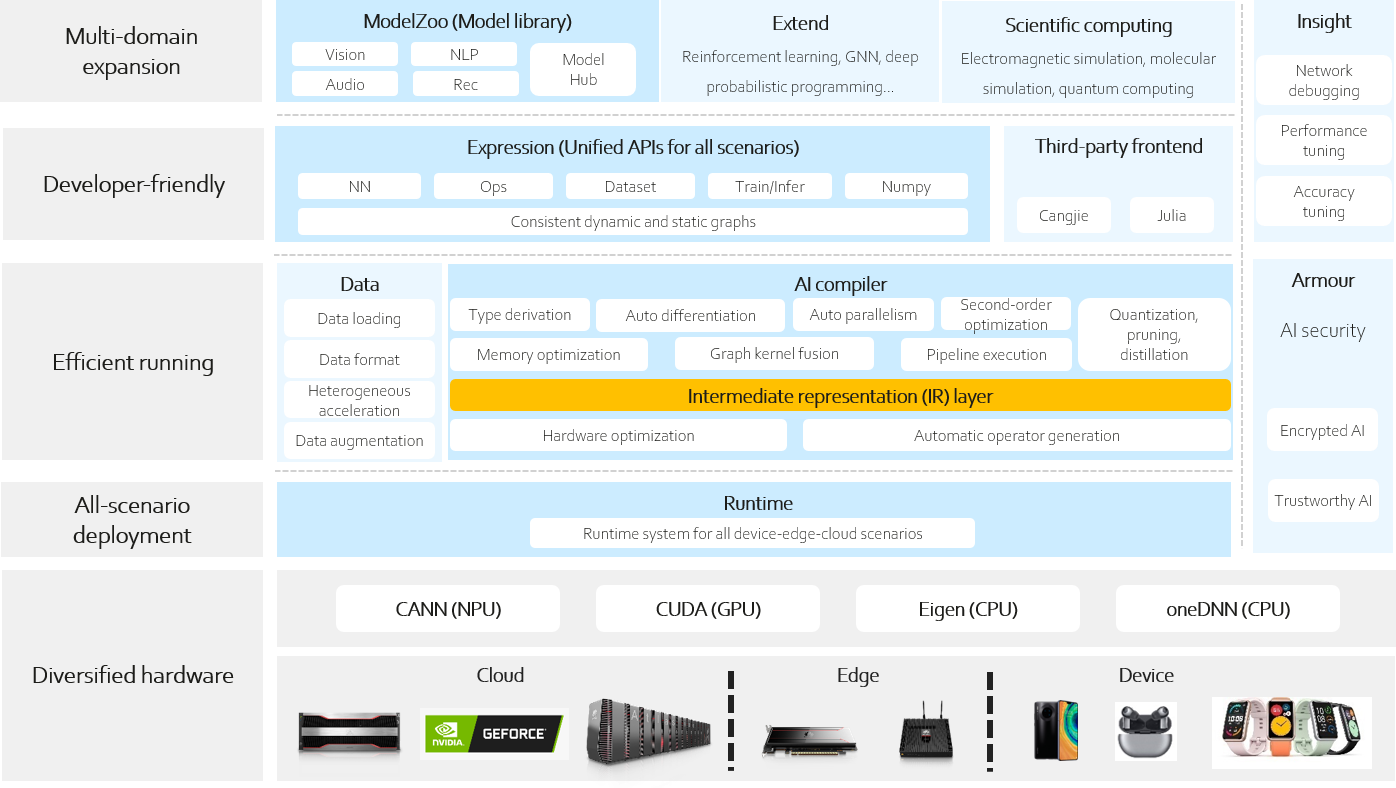 Multi-domain
expansion
ModelZoo (Model library)
Vision
NLP
Audio
Rec
Model
Hub
Extend
Reinforcement learning, GNN, deep
probabilistic programming...
Scientific computing
Electromagnetic simulation, molecular
simulation, quantum computing
Insight
Network
debugging
Performance
tuning
Accuracy
tuning
Developer-friendly
Expression (Unified APIs for all scenarios)
NN
Ops
Dataset
Train/Infer
Numpy
Consistent dynamic and static graphs
Third-party frontend
Cangjie
Julia
Efficient running
Data
Data loading
Data format
Heterogeneous
acceleration
Data augmentation
AI compiler
Type derivation
Auto differentiation
Auto parallelism
Second-order
optimization
Quantization,
pruning,
distillation
Memory optimization
Graph kernel fusion
Pipeline execution
Intermediate representation (IR) layer
Hardware optimization
Automatic operator generation
Armour
AI security
Encrypted AI
Trustworthy AI
All-scenario
deployment
Runtime
Runtime system for all device-edge-cloud scenarios
Diversified hardware
CANN (NPU)
CUDA (GPU)
Eigen (CPU)
oneDNN (CPU)
Cloud
Edge
Device
NVIDIA.
GEFORCE